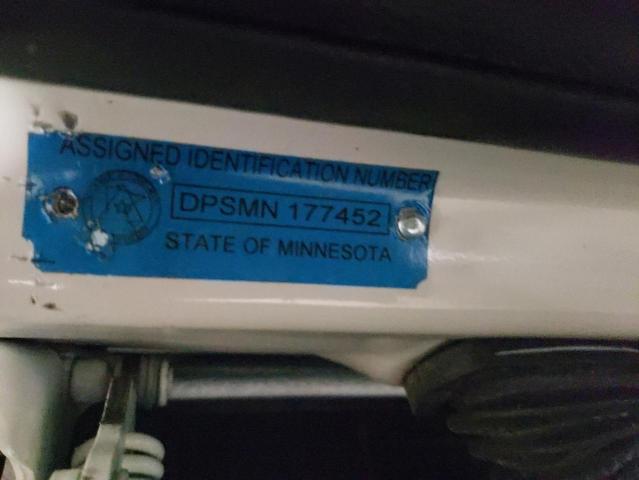 ASSIGNED IDENTIFICATION NUMBER
DPSMN 177452
STATE OF MINNESOTA